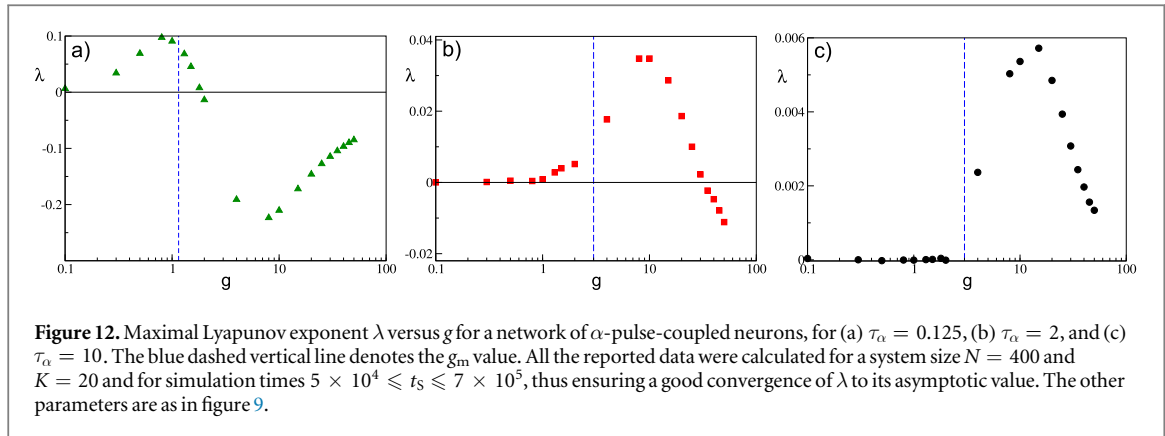 a)
λ
0.1
0
-0.1
-0.2
0.1
1
10
100
g
b)
λ
0.04
0.02
0
-0.02
0.1
1
10
100
g
c)
λ
0.006
0.004
0.002
0
0.1
1
10
100
g
Figure 12. Maximal Lyapunov exponent λ versus g for a network of α-pulse-coupled neurons, for (a) τα = 0.125, (b) τα = 2, and (c)
τα = 10. The blue dashed vertical line denotes the gm value. All the reported data were calculated for a system size N = 400 and
K = 20 and for simulation times 5 × 10⁴ ⩽ tS ⩽ 7 × 10⁵, thus ensuring a good convergence of λ to its asymptotic value. The other
parameters are as in figure 9.